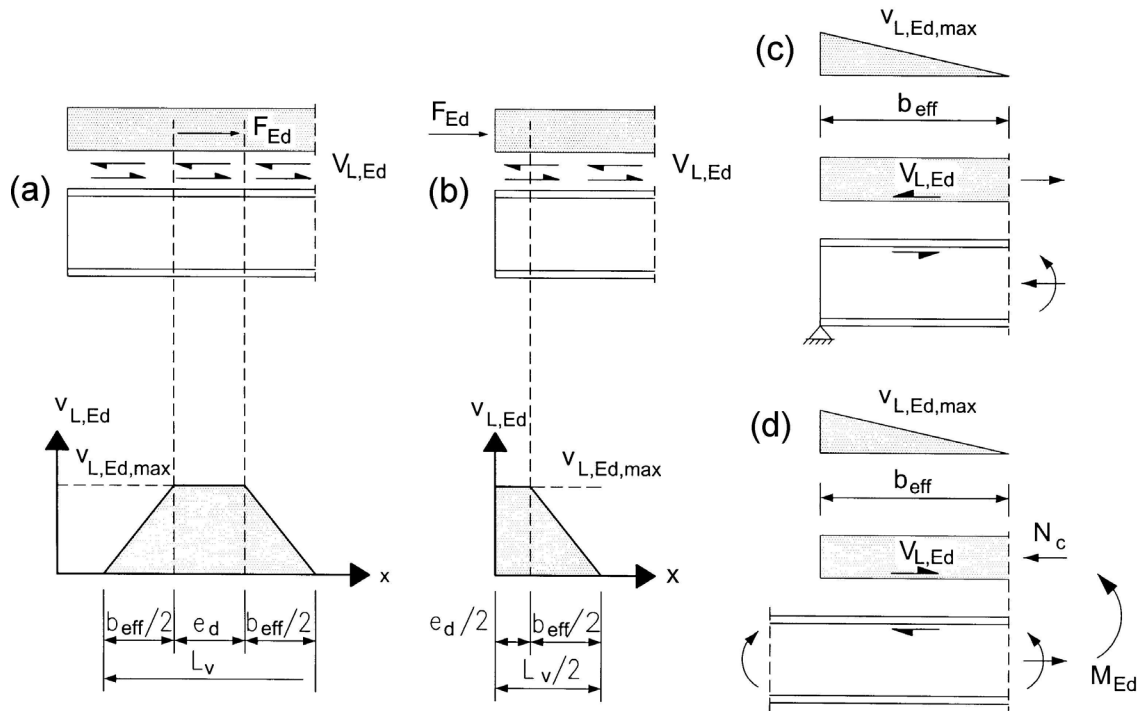 (a)
F_Ed
V_L,Ed
v_L,Ed
v_L,Ed,max
x
b_eff/2 e_d b_eff/2
L_v
(b)
F_Ed
V_L,Ed
v_L,Ed
v_L,Ed,max
x
e_d/2 b_eff/2
L_v/2
(c)
v_L,Ed,max
b_eff
V_L,Ed
(d)
v_L,Ed,max
b_eff
N_c
V_L,Ed
M_Ed